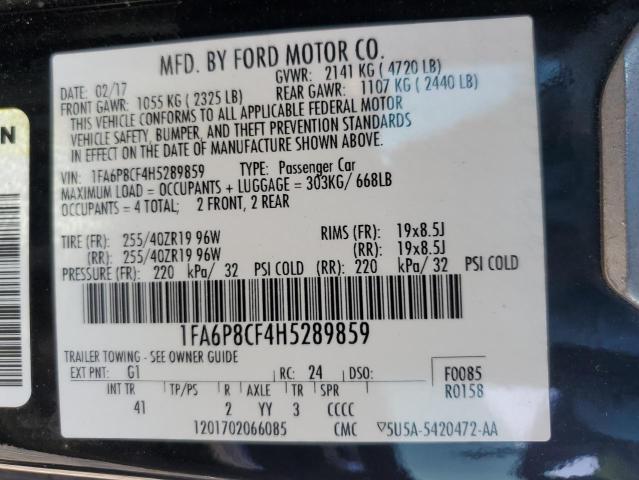 MFD. BY FORD MOTOR CO.
DATE: 02/17 GVWR: 2141 KG ( 4720 LB)
FRONT GAWR: 1055 KG ( 2325 LB) REAR GAWR: 1107 KG ( 2440 LB)
THIS VEHICLE CONFORMS TO ALL APPLICABLE FEDERAL MOTOR
VEHICLE SAFETY, BUMPER, AND THEFT PREVENTION STANDARDS
IN EFFECT ON THE DATE OF MANUFACTURE SHOWN ABOVE.
VIN: 1FA6P8CF4H5289859 TYPE: Passenger Car
MAXIMUM LOAD = OCCUPANTS + LUGGAGE = 303KG/ 668LB
OCCUPANTS = 4 TOTAL; 2 FRONT, 2 REAR
TIRE (FR): 255/40ZR19 96W RIMS (FR): 19x8.5J
(RR): 255/40ZR19 96W (RR): 19x8.5J
PRESSURE (FR): 220 kPa/ 32 PSI COLD (RR): 220 kPa/ 32 PSI COLD
1FA6P8CF4H5289859
TRAILER TOWING - SEE OWNER GUIDE
EXT PNT: G1 RC: 24 DSO: F0085
INT TR TP/PS R AXLE TR SPR R0158
41 2 YY 3 CCCC
1201702066085 CMC 5U5A-5420472-AA